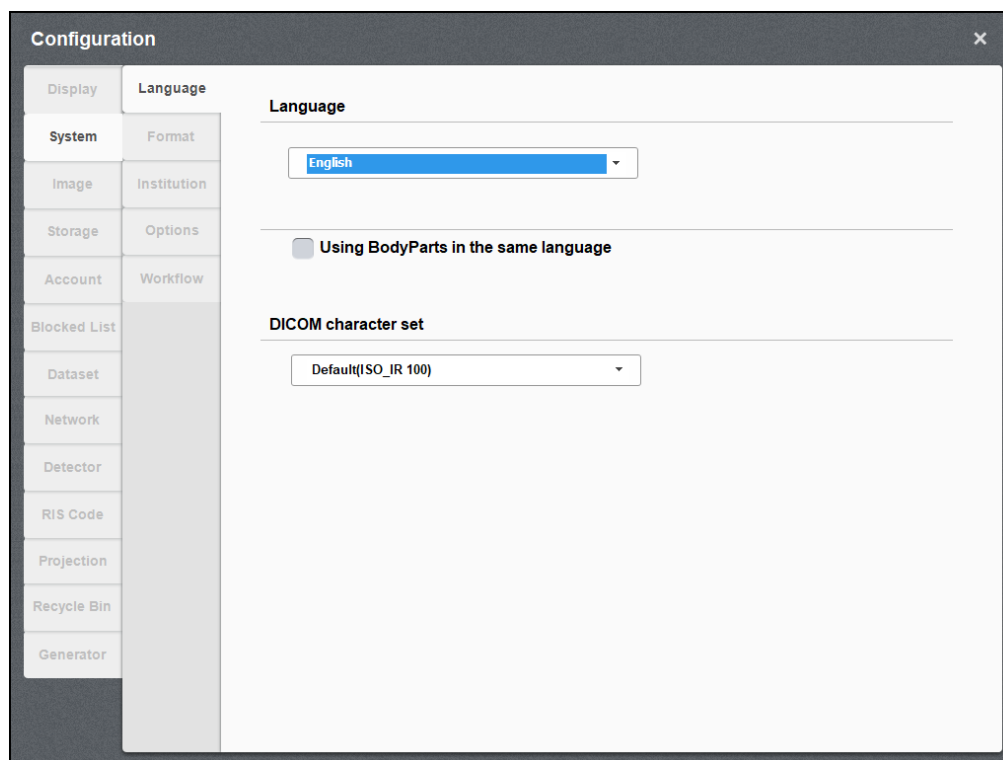 Configuration
×
Display
System
Image
Storage
Account
Blocked List
Dataset
Network
Detector
RIS Code
Projection
Recycle Bin
Generator
Language
Format
Institution
Options
Workflow
Language
English
Using BodyParts in the same language
DICOM character set
Default(ISO_IR 100)